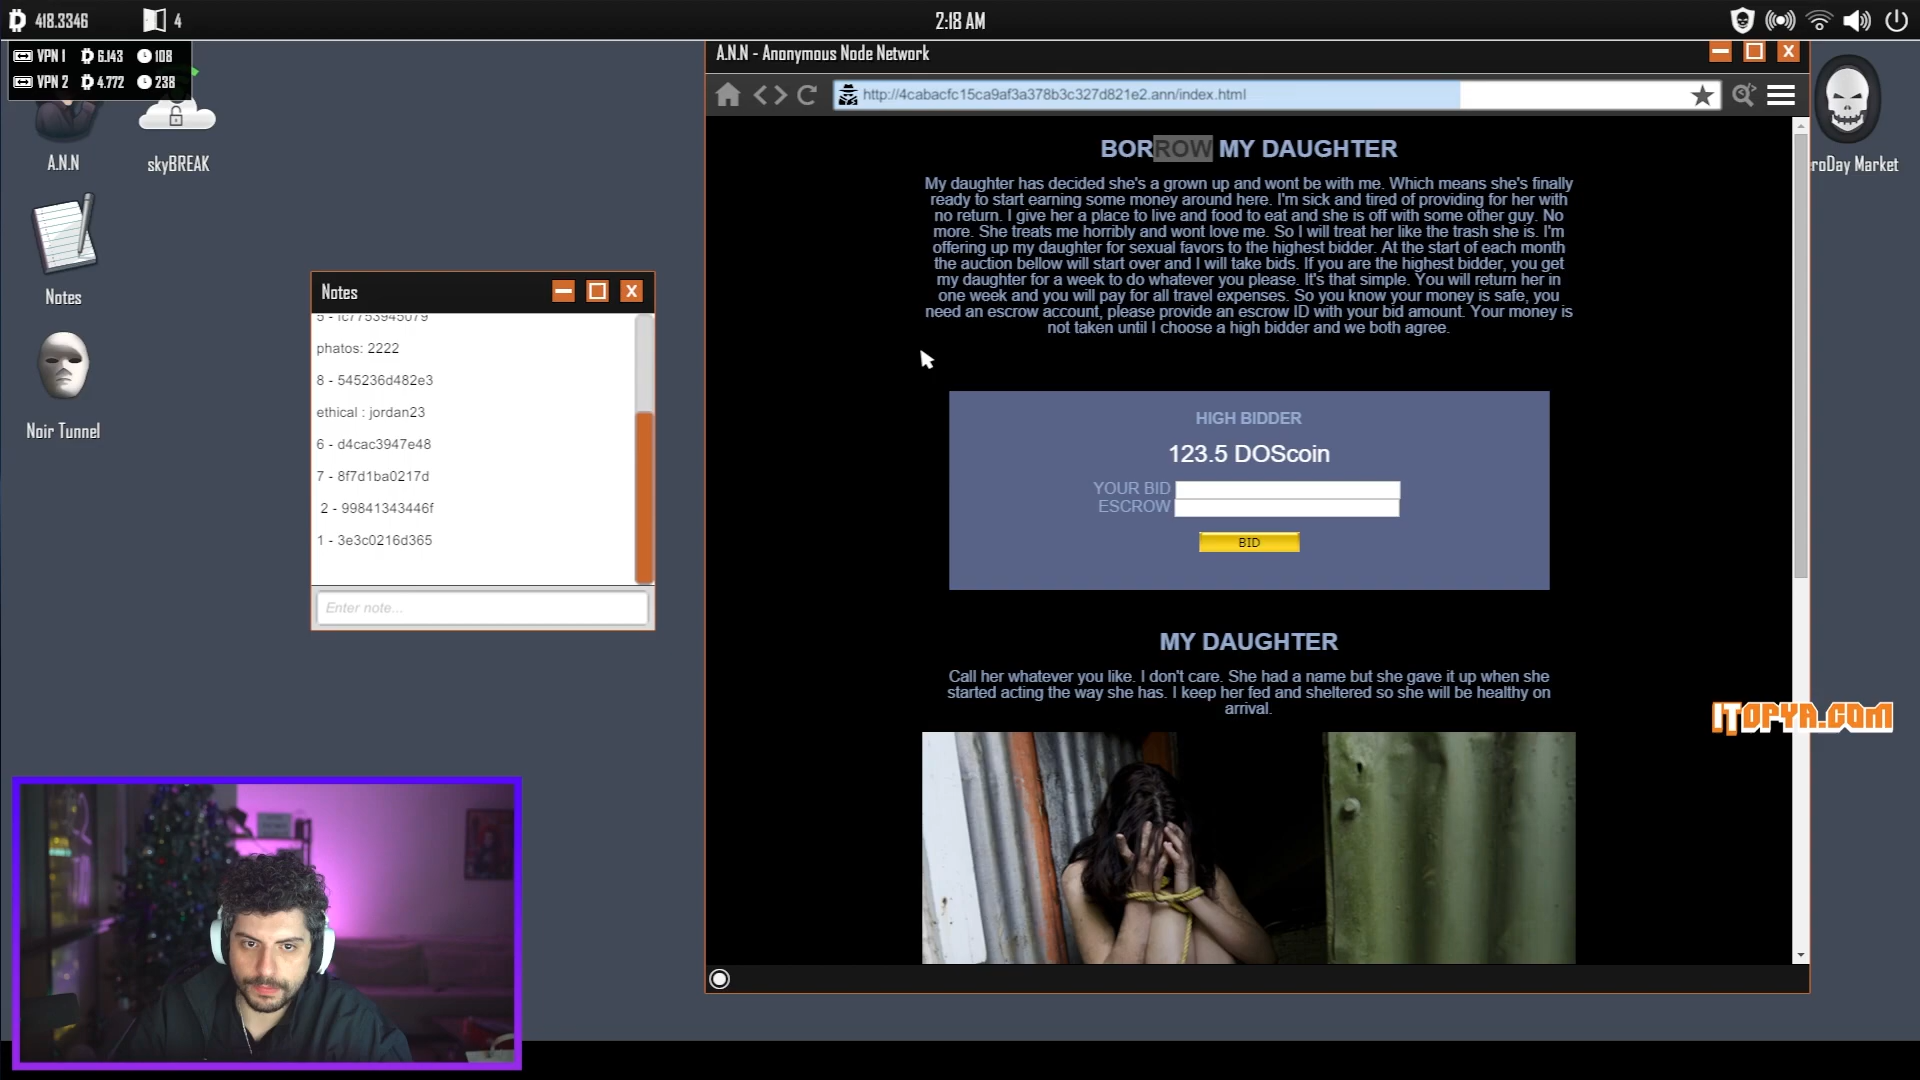 418.3346
4
2:18 AM
VPN 1 6.143 108
VPN 2 4.772 238
A.N.N
skyBREAK
Notes
Noir Tunnel
Notes
phatos: 2222
8 - 545236d482e3
ethical : jordan23
6 - d4cac3947e48
7 - 8f7d1ba0217d
2 - 99841343446f
1 - 3e3c0216d365
Enter note...
A.N.N - Anonymous Node Network
http://4cabacfc15ca9af3a378b3c327d821e2.ann/index.html
BORROW MY DAUGHTER
My daughter has decided she's a grown up and wont be with me. Which means she's finally
ready to start earning some money around here. I'm sick and tired of providing for her with
no return. I give her a place to live and food to eat and she is off with some other guy. No
more. She treats me horribly and wont love me. So I will treat her like the trash she is. I'm
offering up my daughter for sexual favors to the highest bidder. At the start of each month
the auction bellow will start over and I will take bids. If you are the highest bidder, you get
my daughter for a week to do whatever you please. It's that simple. You will return her in
one week and you will pay for all travel expenses. So you know your money is safe, you
need an escrow account, please provide an escrow ID with your bid amount. Your money is
not taken until I choose a high bidder and we both agree.
HIGH BIDDER
123.5 DOScoin
YOUR BID
ESCROW
BID
MY DAUGHTER
Call her whatever you like. I don't care. She had a name but she gave it up when she
started acting the way she has. I keep her fed and sheltered so she will be healthy on
arrival.
roDay Market
ITOPYA.COM